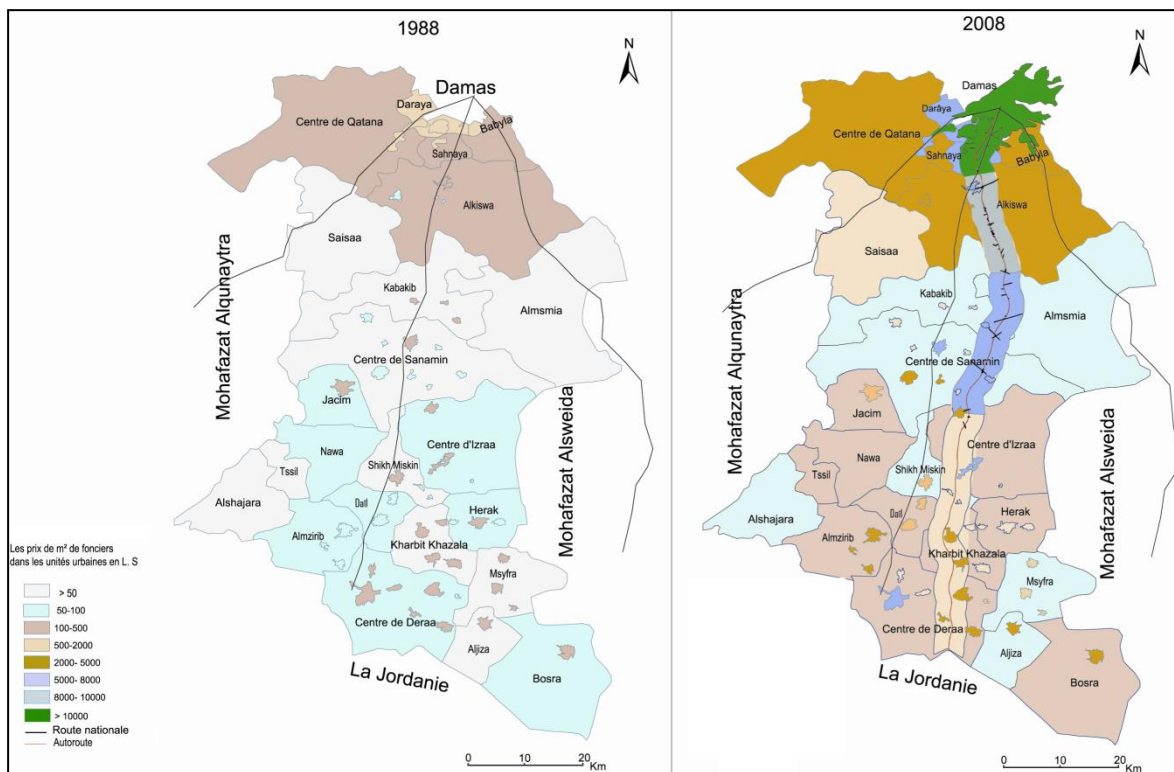 1988
N
Damas
Daraya
Centre de Qatana
Babyla
Sahnaya
Alkiswa
Saisaa
Mohafazat Alqunaytra
Kabakib
Almsmia
Centre de Sanamin
Jacim
Mohafazat Alsweida
Centre d'Izraa
Nawa
Shikh Miskin
Tssil
Alshajara
Dall
Herak
Almzirib
Kharbit Khazala
Msyfra
Centre de Deraa
Aljiza
Bosra
La Jordanie
Les prix de m² de fonciers
dans les unités urbaines en L. S
> 50
50-100
100-500
500-2000
2000- 5000
5000- 8000
8000- 10000
> 10000
Route nationale
Autoroute
0 10 20
Km
2008
N
Damas
Darâya
Centre de Qatana
Sahnaya
Babyla
Alkiswa
Saisaa
Mohafazat Alqunaytra
Kabakib
Almsmia
Centre de Sanamin
Jacim
Mohafazat Alsweida
Centre d'Izraa
Nawa
Shikh Miskin
Tssil
Alshajara
Dall
Herak
Almzirib
Kharbit Khazala
Msyfra
Centre de Deraa
Aljiza
Bosra
La Jordanie
0 10 20
Km